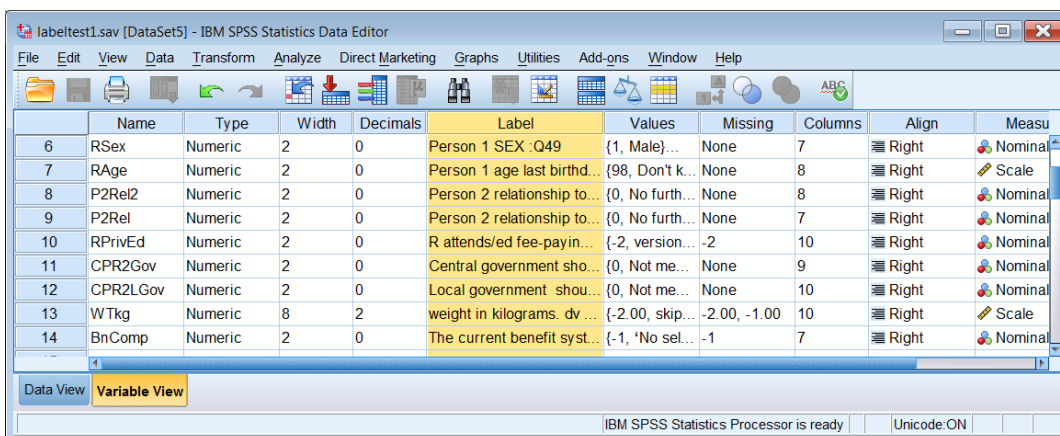 labeltest1.sav [DataSet5] - IBM SPSS Statistics Data Editor
File Edit View Data Transform Analyze Direct Marketing Graphs Utilities Add-ons Window Help
Name Type Width Decimals Label Values Missing Columns Align Measu
6 RSex Numeric 2 0 Person 1 SEX :Q49 {1, Male}... None 7 Right Nominal
7 RAge Numeric 2 0 Person 1 age last birthd... {98, Don't k... None 8 Right Scale
8 P2Rel2 Numeric 2 0 Person 2 relationship to... {0, No furth... None 8 Right Nominal
9 P2Rel Numeric 2 0 Person 2 relationship to... {0, No furth... None 7 Right Nominal
10 RPrivEd Numeric 2 0 R attends/ed fee-payin... {-2, version... -2 10 Right Nominal
11 CPR2Gov Numeric 2 0 Central government sho... {0, Not me... None 9 Right Nominal
12 CPR2LGov Numeric 2 0 Local government shou... {0, Not me... None 10 Right Nominal
13 WTkg Numeric 8 2 weight in kilograms. dv ... {-2.00, skip... -2.00, -1.00 10 Right Scale
14 BnComp Numeric 2 0 The current benefit syst... {-1, ‘No sel... -1 7 Right Nominal
Data View Variable View
IBM SPSS Statistics Processor is ready Unicode:ON